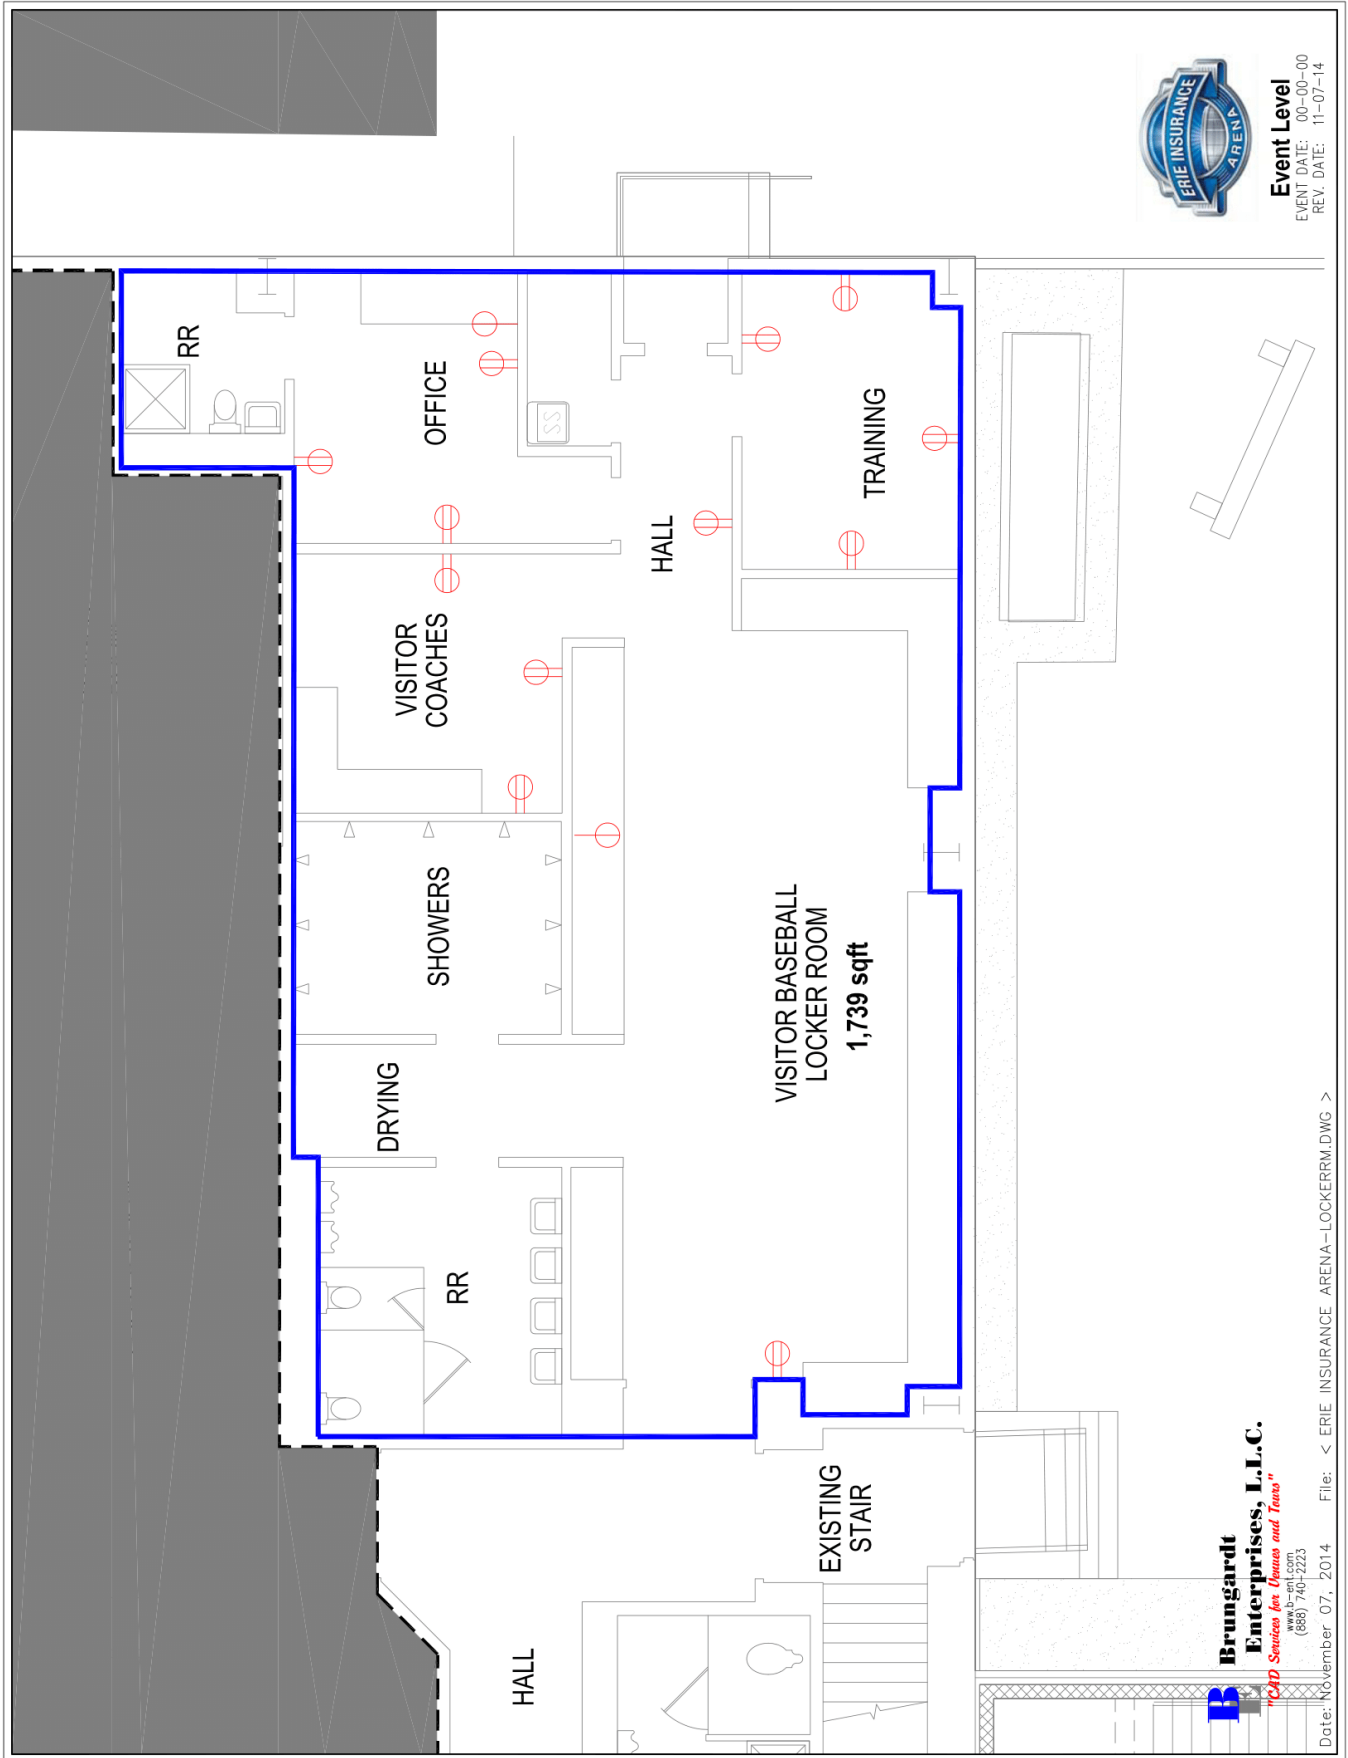 ERIE INSURANCE
ARENA
Event Level
EVENT DATE: 00-00-00
REV. DATE: 11-07-14
RR
OFFICE
TRAINING
HALL
VISITOR
COACHES
SHOWERS
VISITOR BASEBALL
LOCKER ROOM
1,739 sqft
DRYING
RR
EXISTING
STAIR
HALL
BE
Brungardt
Enterprises, L.L.C.
"CAD Services for Venues and Tours"
www.b-ent.com
(888) 740-2223
Date: November 07, 2014 File: < ERIE INSURANCE ARENA-LOCKERRM.DWG >